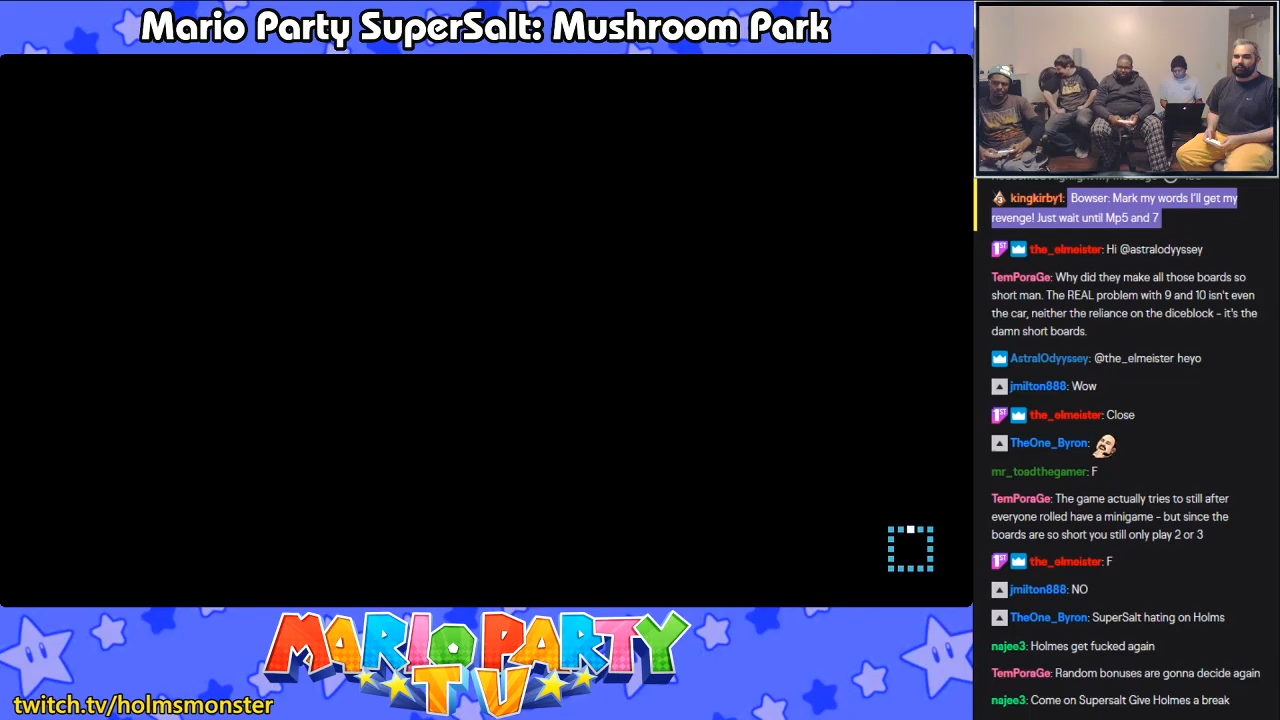 Mario Party SuperSalt: Mushroom Park
kingkirby1: Bowser: Mark my words I'll get my
revenge! Just wait until Mp5 and 7
1ST the_elmeister: Hi @astralodyyssey
TemPoraGe: Why did they make all those boards so
short man. The REAL problem with 9 and 10 isn't even
the car, neither the reliance on the diceblock - it's the
damn short boards.
AstralOdyyssey: @the_elmeister heyo
jmilton888: Wow
1ST the_elmeister: Close
TheOne_Byron:
mr_toadthegamer: F
TemPoraGe: The game actually tries to still after
everyone rolled have a minigame - but since the
boards are so short you still only play 2 or 3
1ST the_elmeister: F
jmilton888: NO
TheOne_Byron: SuperSalt hating on Holms
najee3: Holmes get fucked again
TemPoraGe: Random bonuses are gonna decide again
najee3: Come on Supersalt Give Holmes a break
MARIO PARTY
TV
twitch.tv/holmsmonster